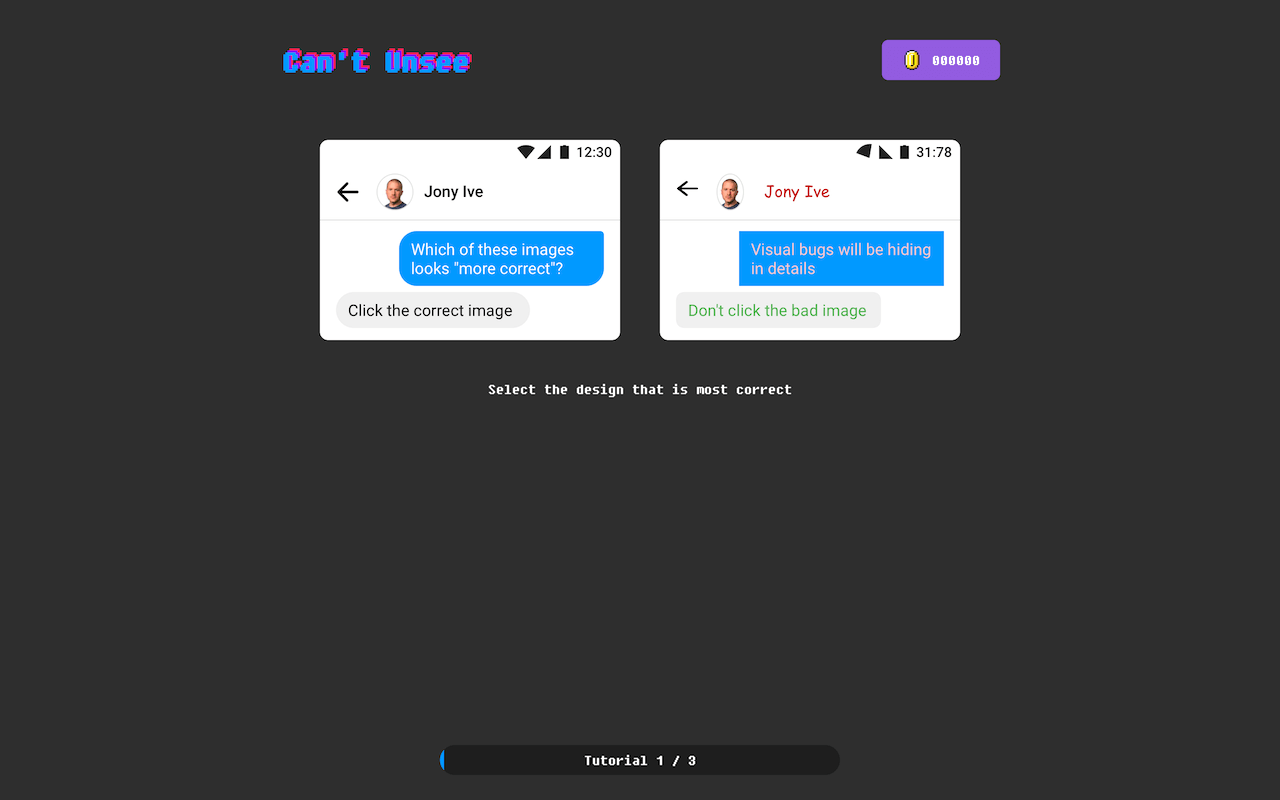 Can't Unsee
000000
12:30
Jony Ive
Which of these images
looks "more correct"?
Click the correct image
31:78
Jony Ive
Visual bugs will be hiding
in details
Don't click the bad image
Select the design that is most correct
Tutorial 1 / 3